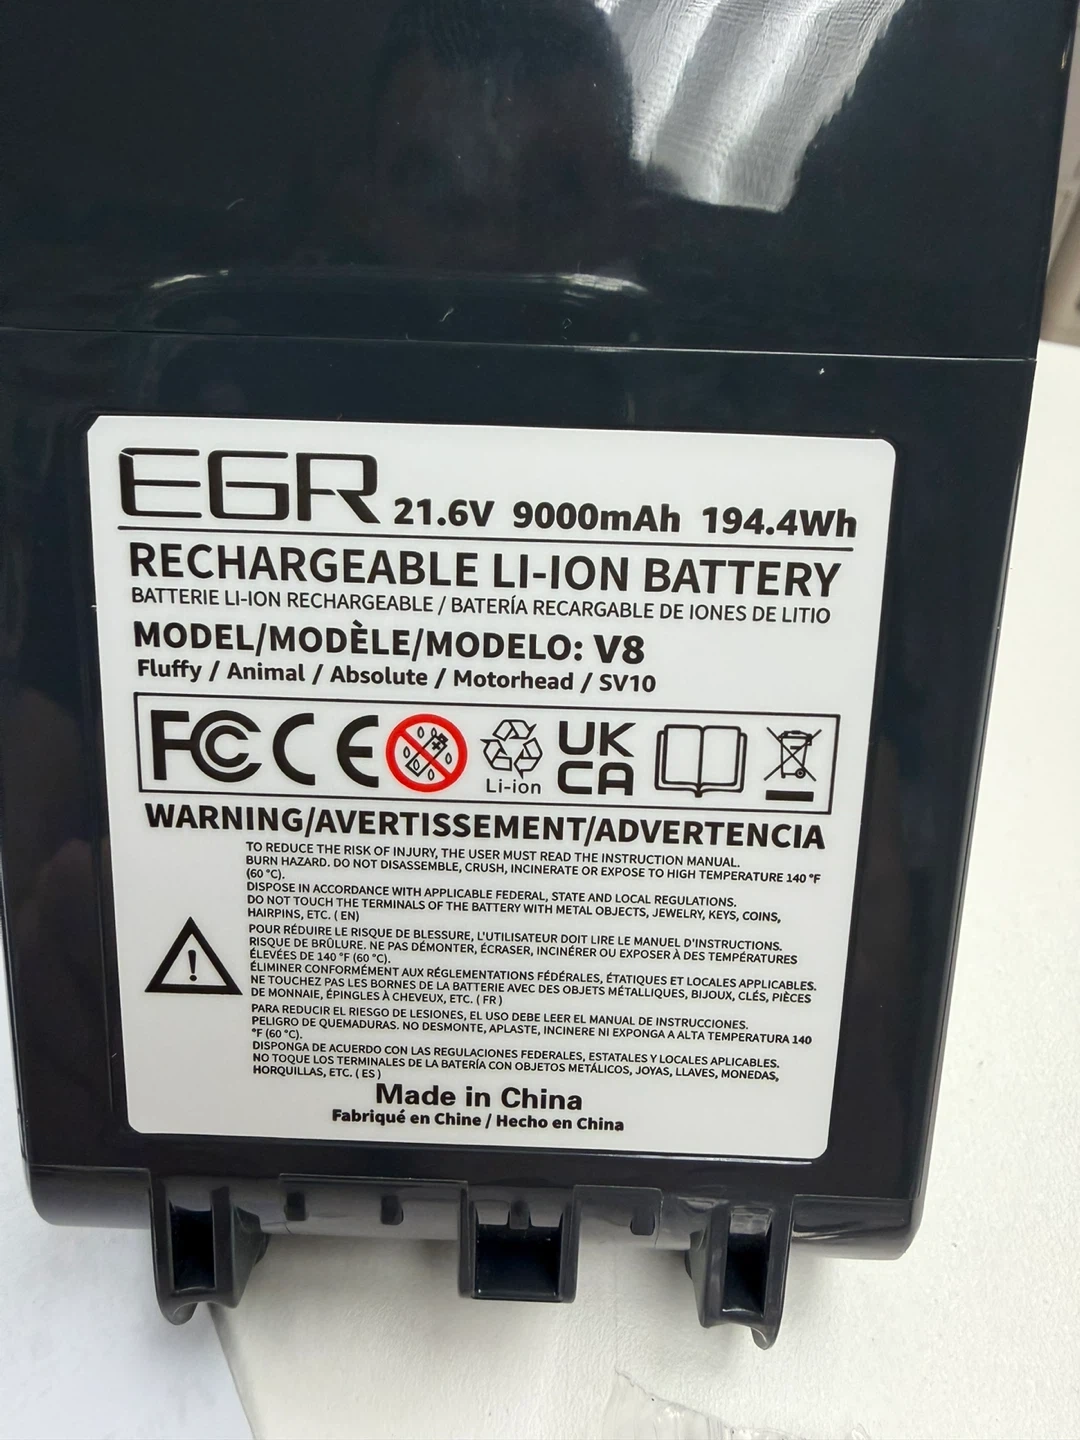 EGR 21.6V 9000mAh 194.4Wh
RECHARGEABLE LI-ION BATTERY
BATTERIE LI-ION RECHARGEABLE / BATERÍA RECARGABLE DE IONES DE LITIO
MODEL/MODÈLE/MODELO: V8
Fluffy / Animal / Absolute / Motorhead / SV10
FC CE Li-ion UK CA
WARNING/AVERTISSEMENT/ADVERTENCIA
TO REDUCE THE RISK OF INJURY, THE USER MUST READ THE INSTRUCTION MANUAL.
BURN HAZARD. DO NOT DISASSEMBLE, CRUSH, INCINERATE OR EXPOSE TO HIGH TEMPERATURE 140 °F
(60 °C).
DISPOSE IN ACCORDANCE WITH APPLICABLE FEDERAL, STATE AND LOCAL REGULATIONS.
DO NOT TOUCH THE TERMINALS OF THE BATTERY WITH METAL OBJECTS, JEWELRY, KEYS, COINS,
HAIRPINS, ETC. ( EN)
POUR RÉDUIRE LE RISQUE DE BLESSURE, L'UTILISATEUR DOIT LIRE LE MANUEL D'INSTRUCTIONS.
RISQUE DE BRÛLURE. NE PAS DÉMONTER, ÉCRASER, INCINÉRER OU EXPOSER À DES TEMPÉRATURES
ÉLEVÉES DE 140 °F (60 °C).
ÉLIMINER CONFORMÉMENT AUX RÉGLEMENTATIONS FÉDÉRALES, ÉTATIQUES ET LOCALES APPLICABLES.
NE TOUCHEZ PAS LES BORNES DE LA BATTERIE AVEC DES OBJETS MÉTALLIQUES, BIJOUX, CLÉS, PIÈCES
DE MONNAIE, ÉPINGLES À CHEVEUX, ETC. ( FR )
PARA REDUCIR EL RIESGO DE LESIONES, EL USO DEBE LEER EL MANUAL DE INSTRUCCIONES.
PELIGRO DE QUEMADURAS. NO DESMONTE, APLASTE, INCINERE NI EXPONGA A ALTA TEMPERATURA 140
°F (60 °C).
DISPONGA DE ACUERDO CON LAS REGULACIONES FEDERALES, ESTATALES Y LOCALES APLICABLES.
NO TOQUE LOS TERMINALES DE LA BATERÍA CON OBJETOS METÁLICOS, JOYAS, LLAVES, MONEDAS,
HORQUILLAS, ETC. ( ES )
Made in China
Fabriqué en Chine / Hecho en China